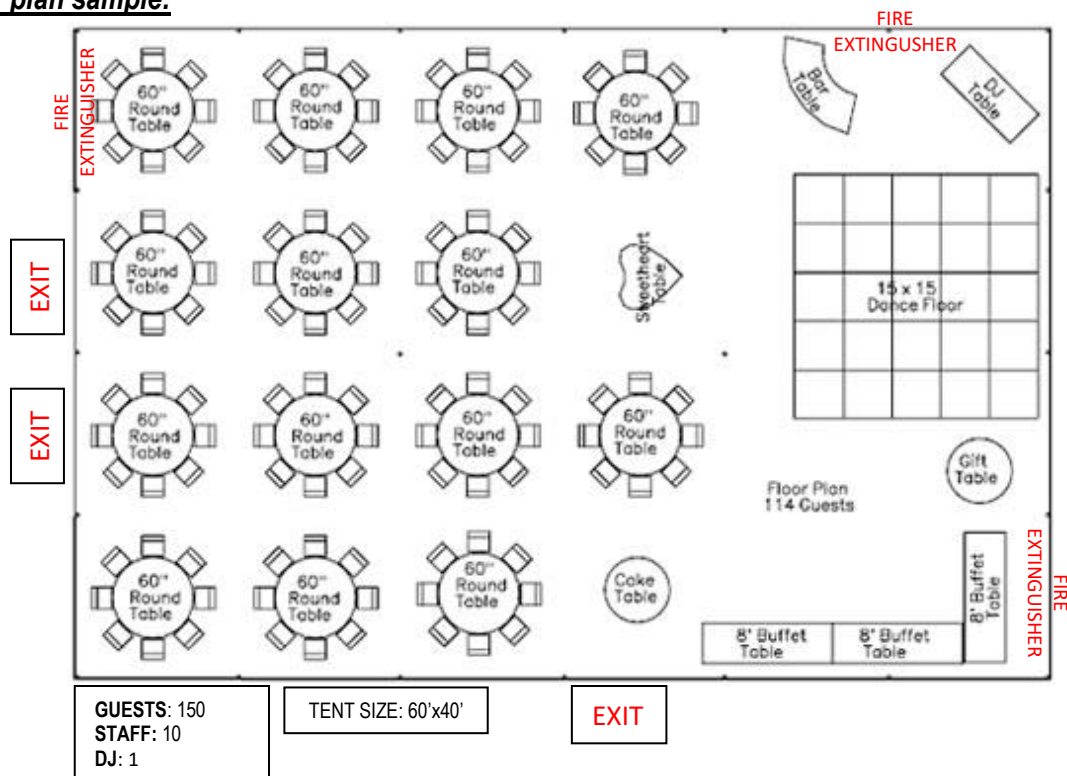 plan sample:
FIRE
EXTINGUSHER
FIRE
EXTINGUISHER
60"
Round
Table
60"
Round
Table
60"
Round
Table
60"
Round
Table
Bar
Table
DJ
Table
EXIT
60"
Round
Table
60"
Round
Table
60"
Round
Table
Sweetheart
Table
15 x 15
Dance Floor
EXIT
60"
Round
Table
60"
Round
Table
60"
Round
Table
60"
Round
Table
Gift
Table
Floor Plan
114 Guests
60"
Round
Table
60"
Round
Table
60"
Round
Table
Cake
Table
8' Buffet
Table
8' Buffet
Table
8' Buffet
Table
FIRE
EXTINGUISHER
GUESTS: 150
STAFF: 10
DJ: 1
TENT SIZE: 60'x40'
EXIT